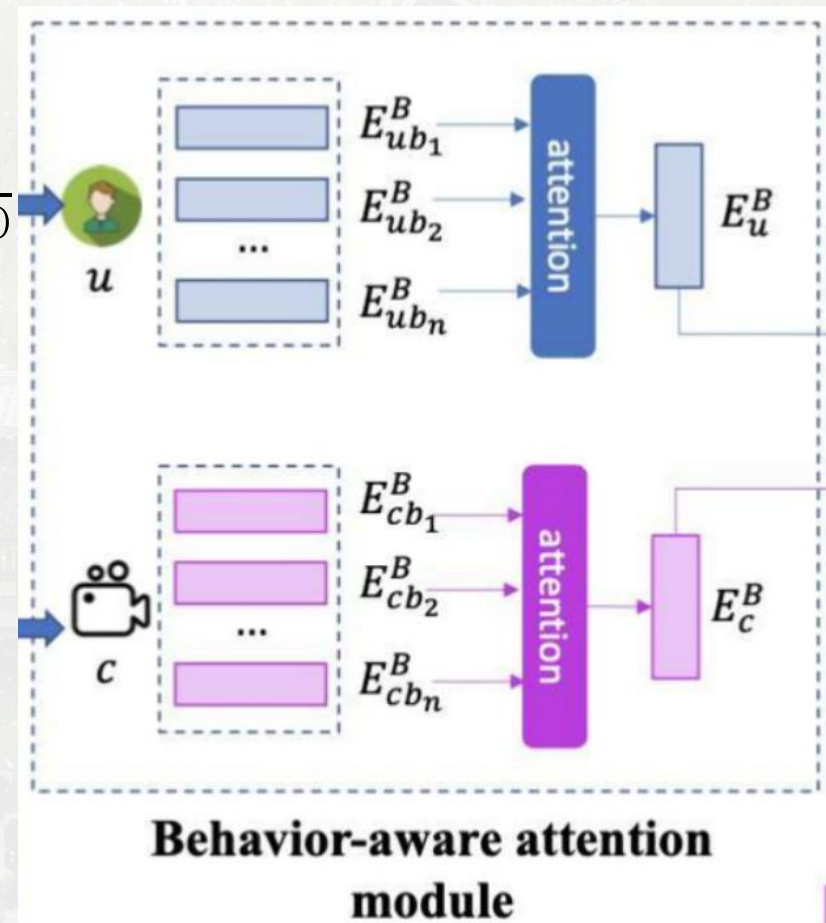 E^B_{ub_1}
E^B_{ub_2}
...
E^B_{ub_n}
attention
E^B_u
u
E^B_{cb_1}
E^B_{cb_2}
...
E^B_{cb_n}
attention
E^B_c
c
Behavior-aware attention
module